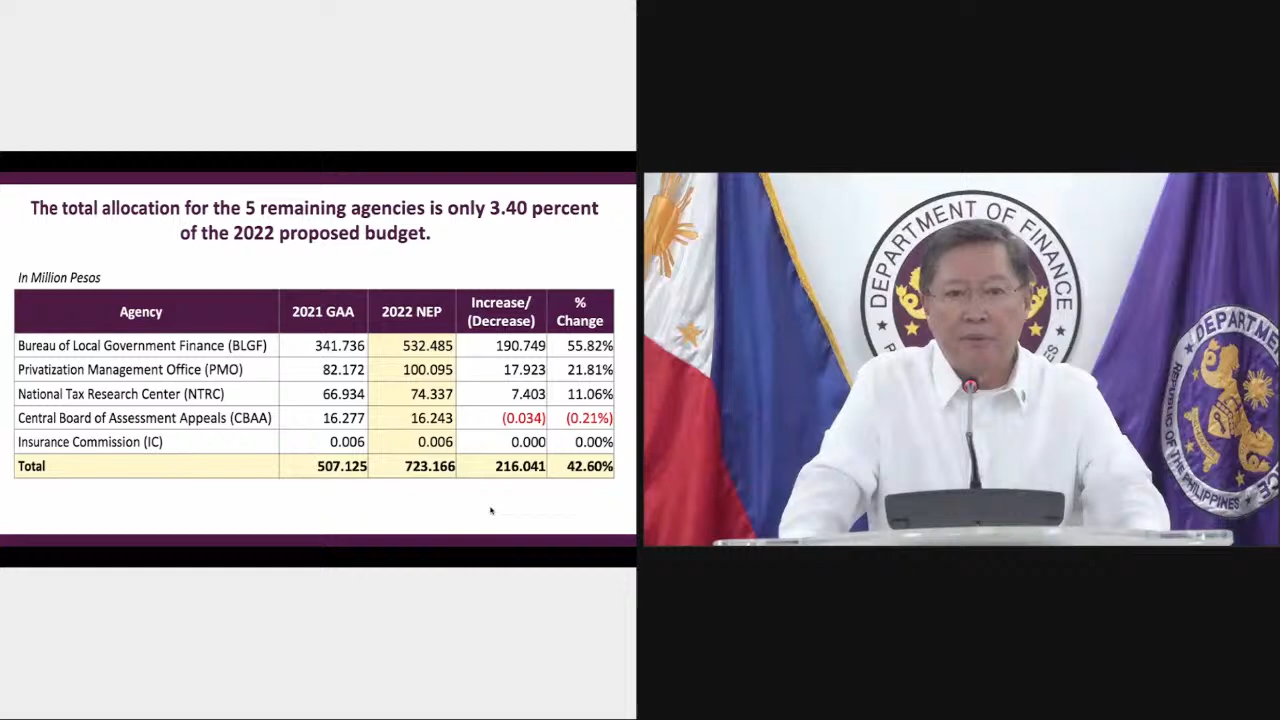 The total allocation for the 5 remaining agencies is only 3.40 percent
of the 2022 proposed budget.
In Million Pesos
Agency 2021 GAA 2022 NEP Increase/ (Decrease) % Change
Bureau of Local Government Finance (BLGF) 341.736 532.485 190.749 55.82%
Privatization Management Office (PMO) 82.172 100.095 17.923 21.81%
National Tax Research Center (NTRC) 66.934 74.337 7.403 11.06%
Central Board of Assessment Appeals (CBAA) 16.277 16.243 (0.034) (0.21%)
Insurance Commission (IC) 0.006 0.006 0.000 0.00%
Total 507.125 723.166 216.041 42.60%
DEPARTMENT OF FINANCE
REPUBLIC OF THE PHILIPPINES